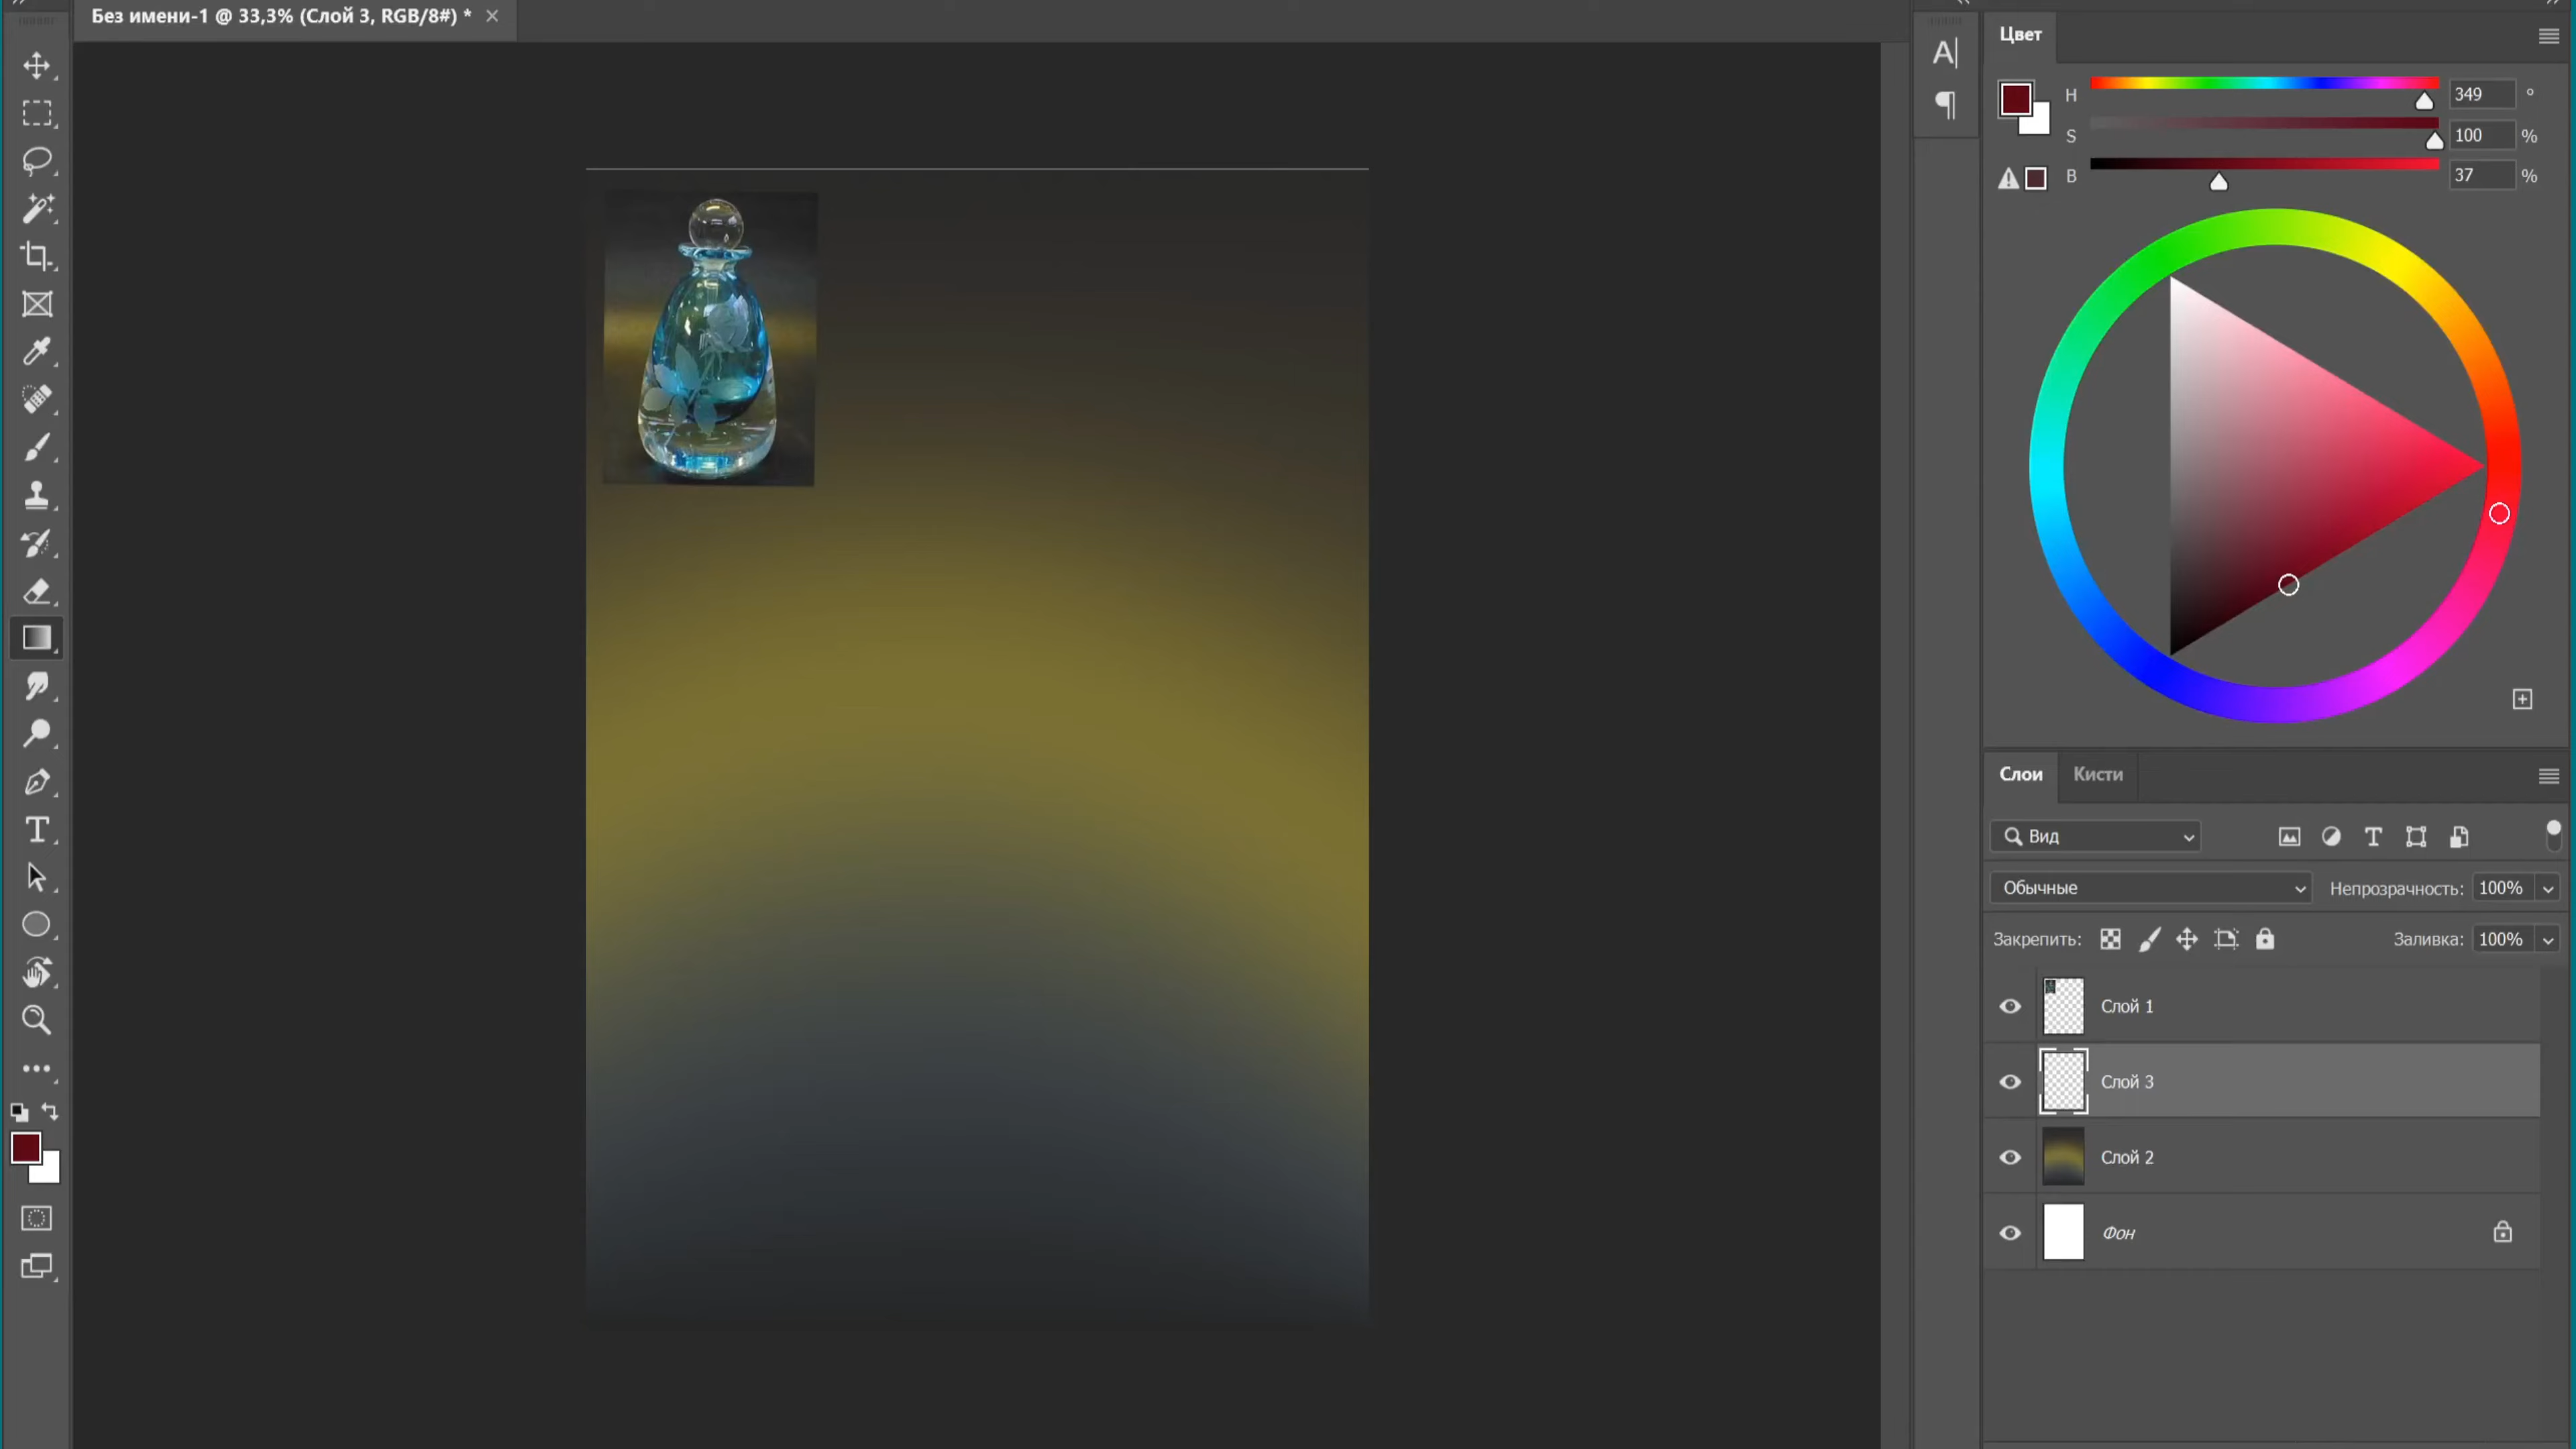 Без имени-1 @ 33,3% (Слой 3, RGB/8#) * ×
Цвет
H 349 °
S 100 %
B 37 %
Слои Кисти
Вид
Обычные Непрозрачность: 100%
Закрепить: Заливка: 100%
Слой 1
Слой 3
Слой 2
Фон